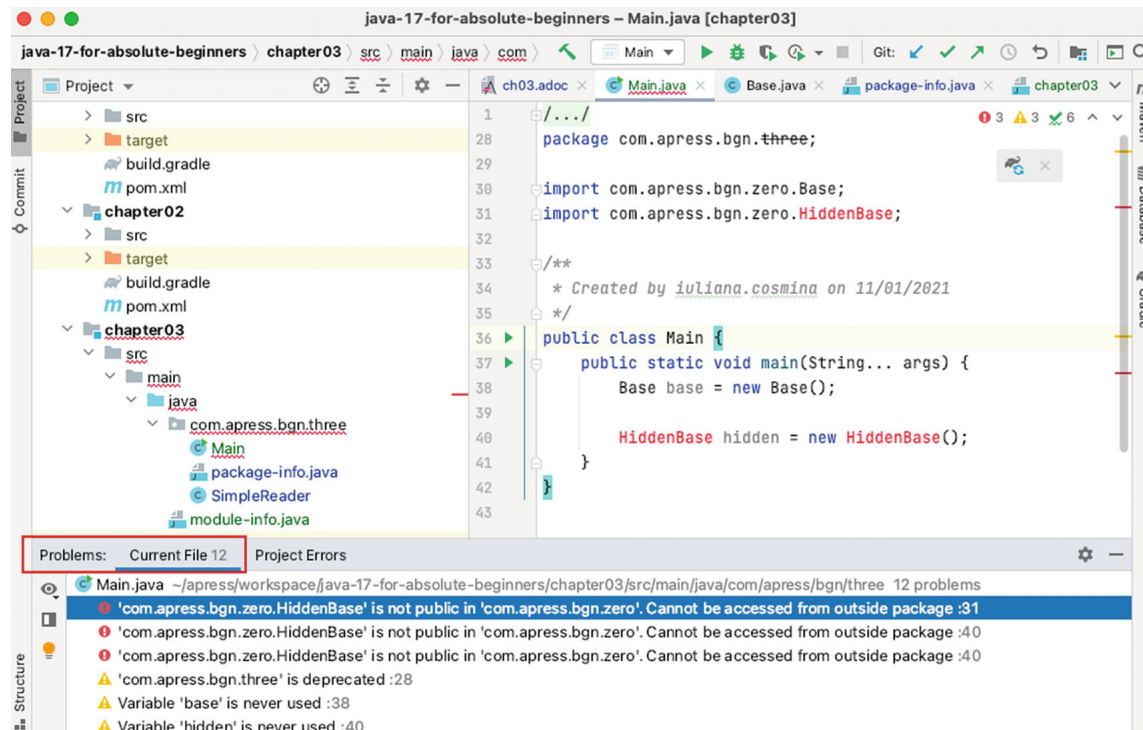 java-17-for-absolute-beginners – Main.java [chapter03]
java-17-for-absolute-beginners 〉 chapter03 〉 src 〉 main 〉 java 〉 com 〉 Main Git:
Project
Project
Commit
Structure
src
target
build.gradle
pom.xml
chapter02
src
target
build.gradle
pom.xml
chapter03
src
main
java
com.apress.bgn.three
Main
package-info.java
SimpleReader
module-info.java
ch03.adoc Main.java Base.java package-info.java chapter03
3 3 6
1 /.../
28 package com.apress.bgn.three;
29
30 import com.apress.bgn.zero.Base;
31 import com.apress.bgn.zero.HiddenBase;
32
33 /**
34 * Created by iuliana.cosmina on 11/01/2021
35 */
36 public class Main {
37 public static void main(String... args) {
38 Base base = new Base();
39
40 HiddenBase hidden = new HiddenBase();
41 }
42 }
43
Problems: Current File 12 Project Errors
Main.java ~/apress/workspace/java-17-for-absolute-beginners/chapter03/src/main/java/com/apress/bgn/three 12 problems
'com.apress.bgn.zero.HiddenBase' is not public in 'com.apress.bgn.zero'. Cannot be accessed from outside package :31
'com.apress.bgn.zero.HiddenBase' is not public in 'com.apress.bgn.zero'. Cannot be accessed from outside package :40
'com.apress.bgn.zero.HiddenBase' is not public in 'com.apress.bgn.zero'. Cannot be accessed from outside package :40
'com.apress.bgn.three' is deprecated :28
Variable 'base' is never used :38
Variable 'hidden' is never used :40